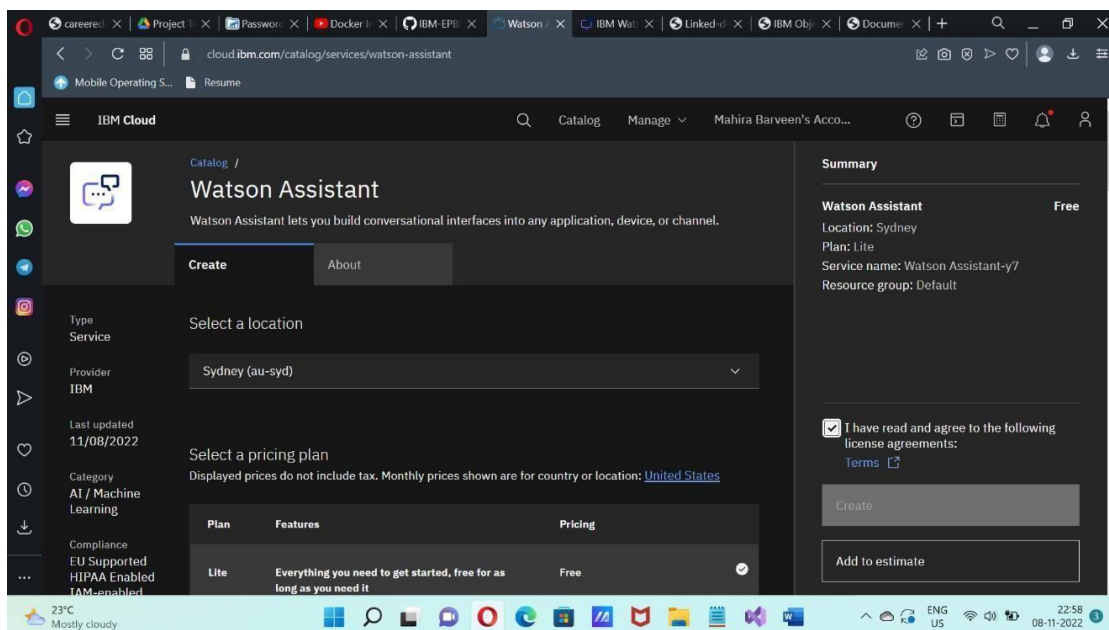 careered
Project T
Passwor
Docker I
IBM-EPB
Watson A
IBM Wat
Linked-d
IBM Obj
Documer
cloud.ibm.com/catalog/services/watson-assistant
Mobile Operating S...
Resume
IBM Cloud
Catalog
Manage
Mahira Barveen's Acco...
Catalog /
Watson Assistant
Watson Assistant lets you build conversational interfaces into any application, device, or channel.
Create
About
Type
Service
Provider
IBM
Last updated
11/08/2022
Category
AI / Machine
Learning
Compliance
EU Supported
HIPAA Enabled
IAM-enabled
Select a location
Sydney (au-syd)
Select a pricing plan
Displayed prices do not include tax. Monthly prices shown are for country or location: United States
Plan Features Pricing
Lite Everything you need to get started, free for as Free
long as you need it
Summary
Watson Assistant Free
Location: Sydney
Plan: Lite
Service name: Watson Assistant-y7
Resource group: Default
I have read and agree to the following
license agreements:
Terms
Create
Add to estimate
23°C
Mostly cloudy
ENG
US
22:58
08-11-2022
3